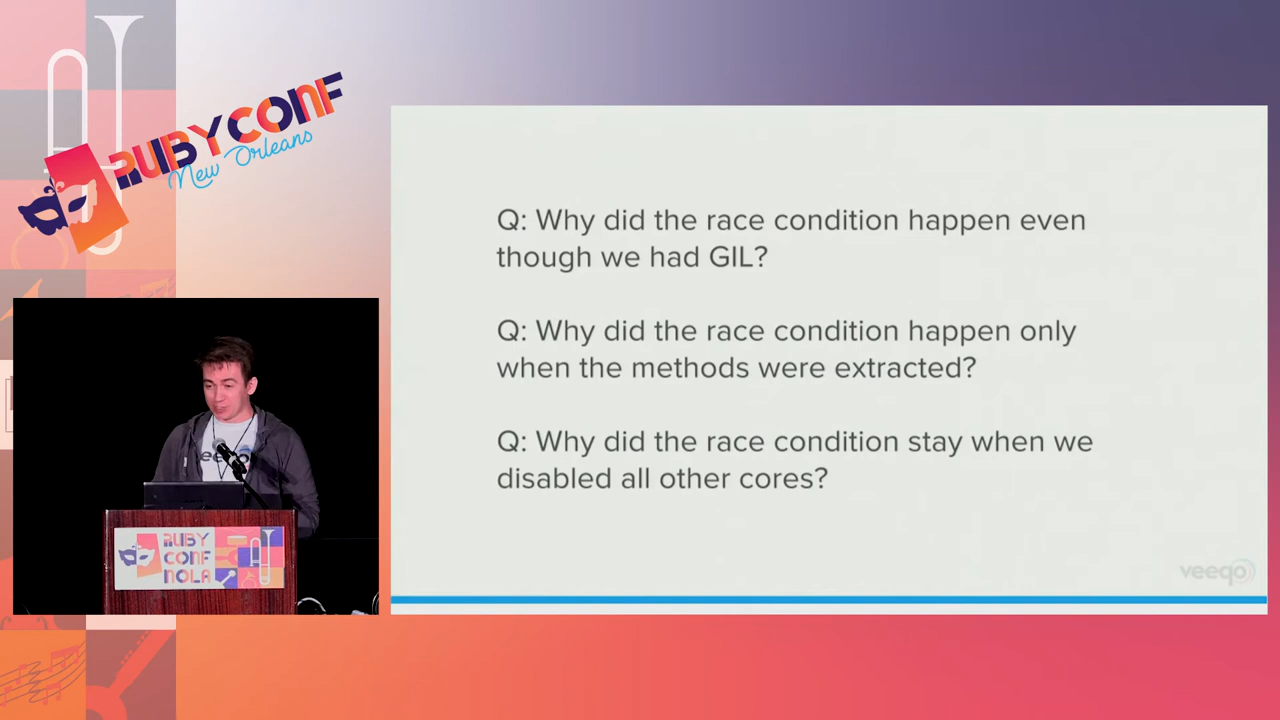 RUBYCONF
New Orleans
Q: Why did the race condition happen even
though we had GIL?
Q: Why did the race condition happen only
when the methods were extracted?
Q: Why did the race condition stay when we
disabled all other cores?
veeqo
RUBY
CONF
NOLA